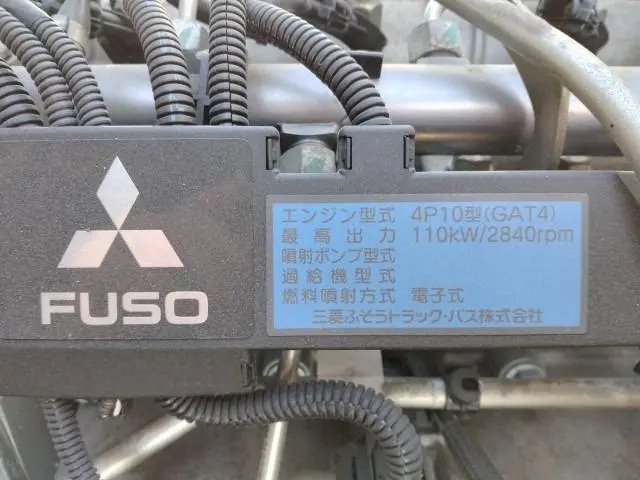 FUSO
エンジン型式 4P10型(GAT4)
最高出力 110kW/2840rpm
噴射ポンプ型式
過給機型式
燃料噴射方式 電子式
三菱ふそうトラック・バス株式会社